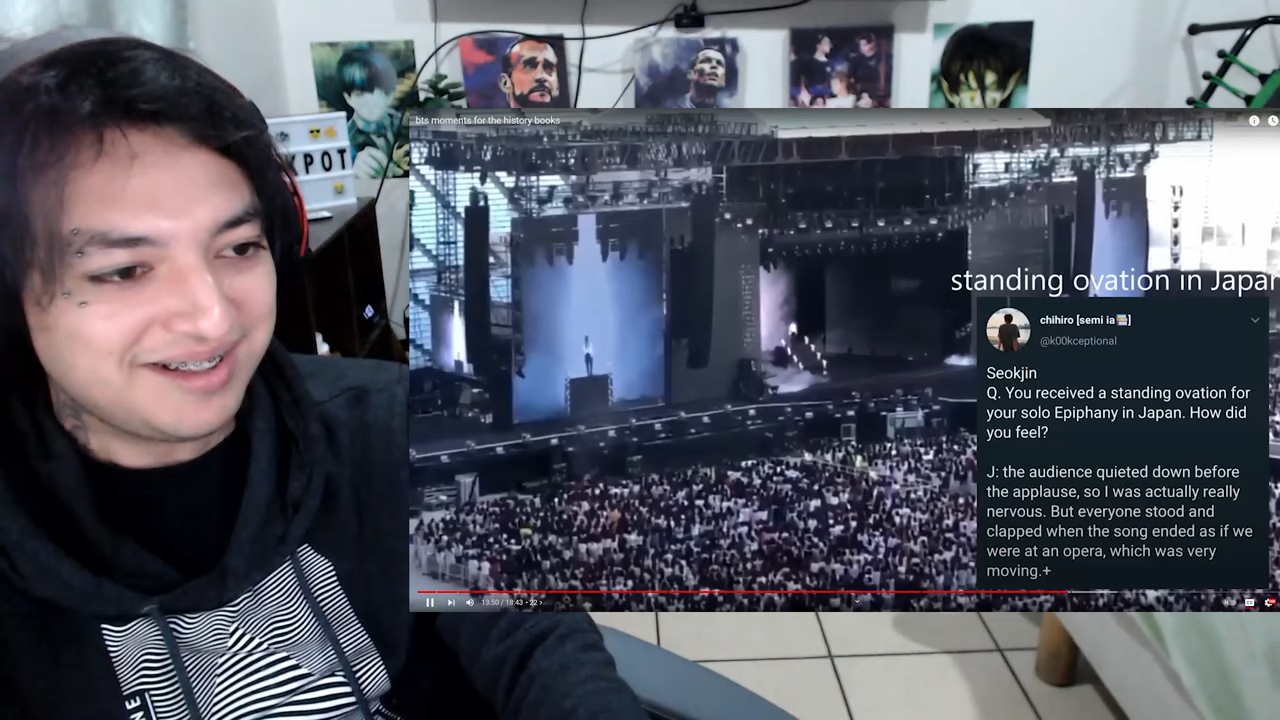 bts moments for the history books
KPOT
standing ovation in Japan
chihiro [semi ia
]
@k00kceptional
Seokjin
Q. You received a standing ovation for
your solo Epiphany in Japan. How did
you feel?
J: the audience quieted down before
the applause, so I was actually really
nervous. But everyone stood and
clapped when the song ended as if we
were at an opera, which was very
moving.+
13:50 / 18:43 • 22 >
NE